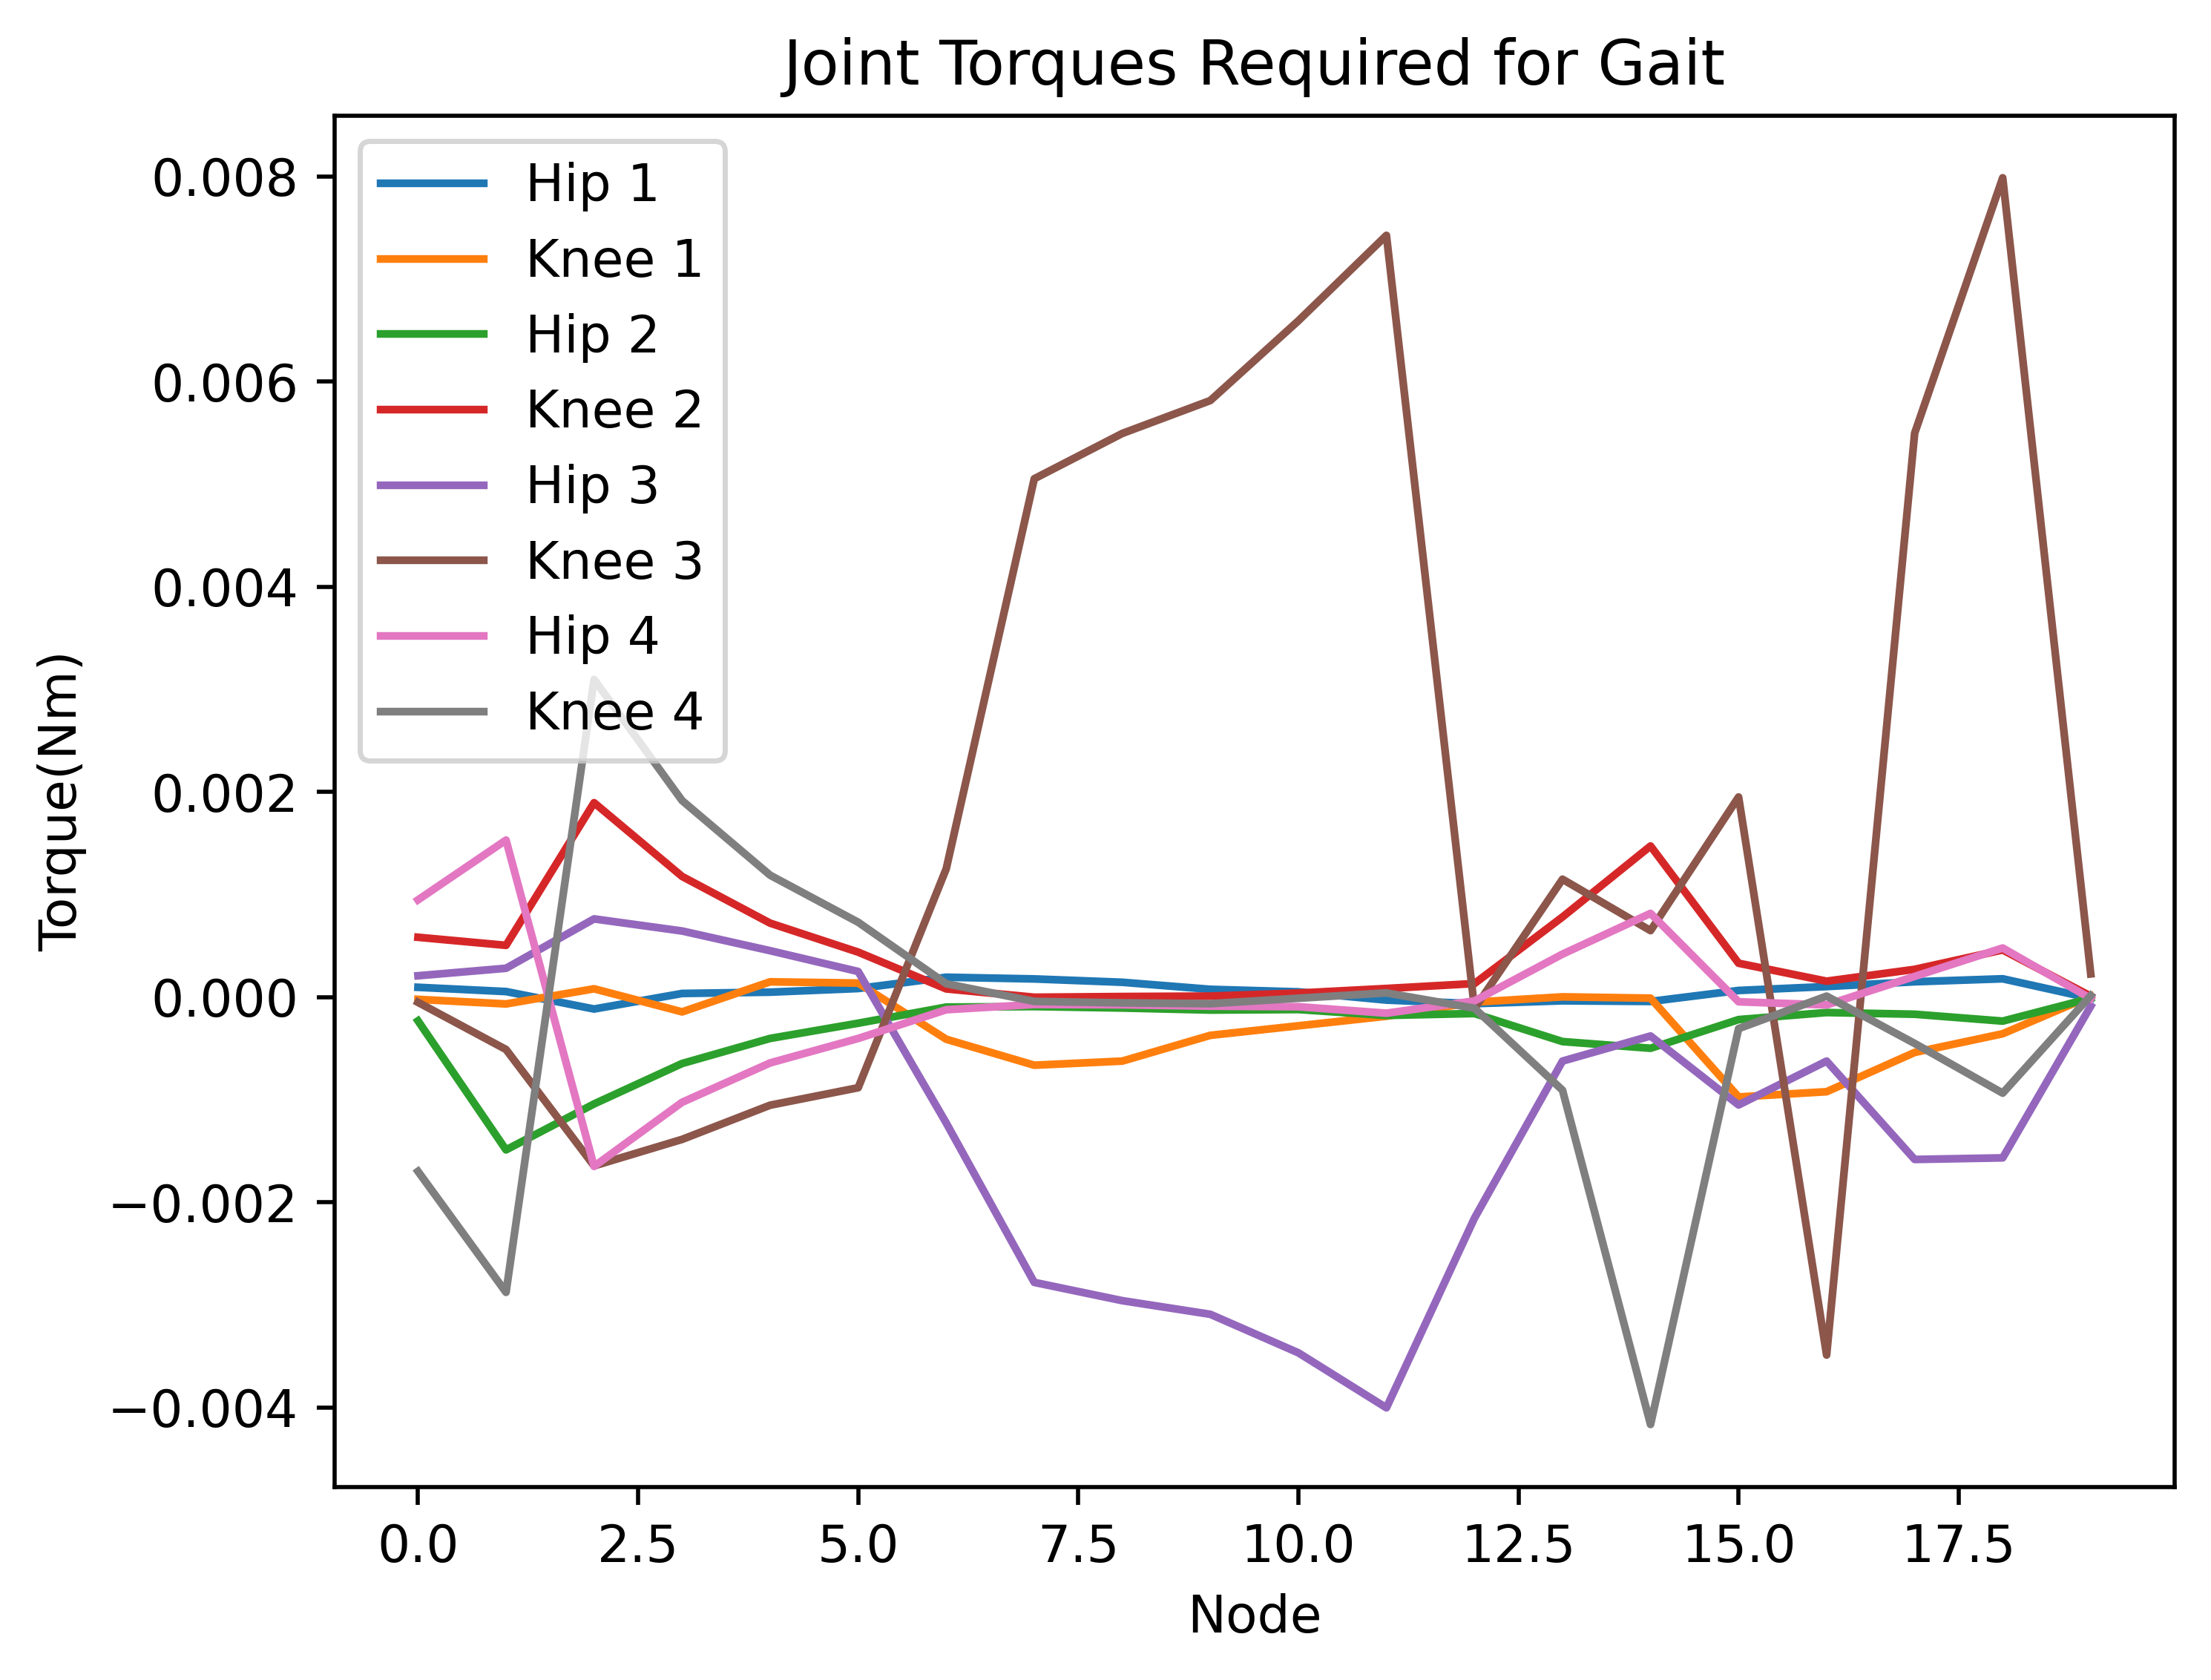 Joint Torques Required for Gait
0.008
0.006
0.004
0.002
0.000
−0.002
−0.004
Torque(Nm)
Hip 1
Knee 1
Hip 2
Knee 2
Hip 3
Knee 3
Hip 4
Knee 4
0.0 2.5 5.0 7.5 10.0 12.5 15.0 17.5
Node